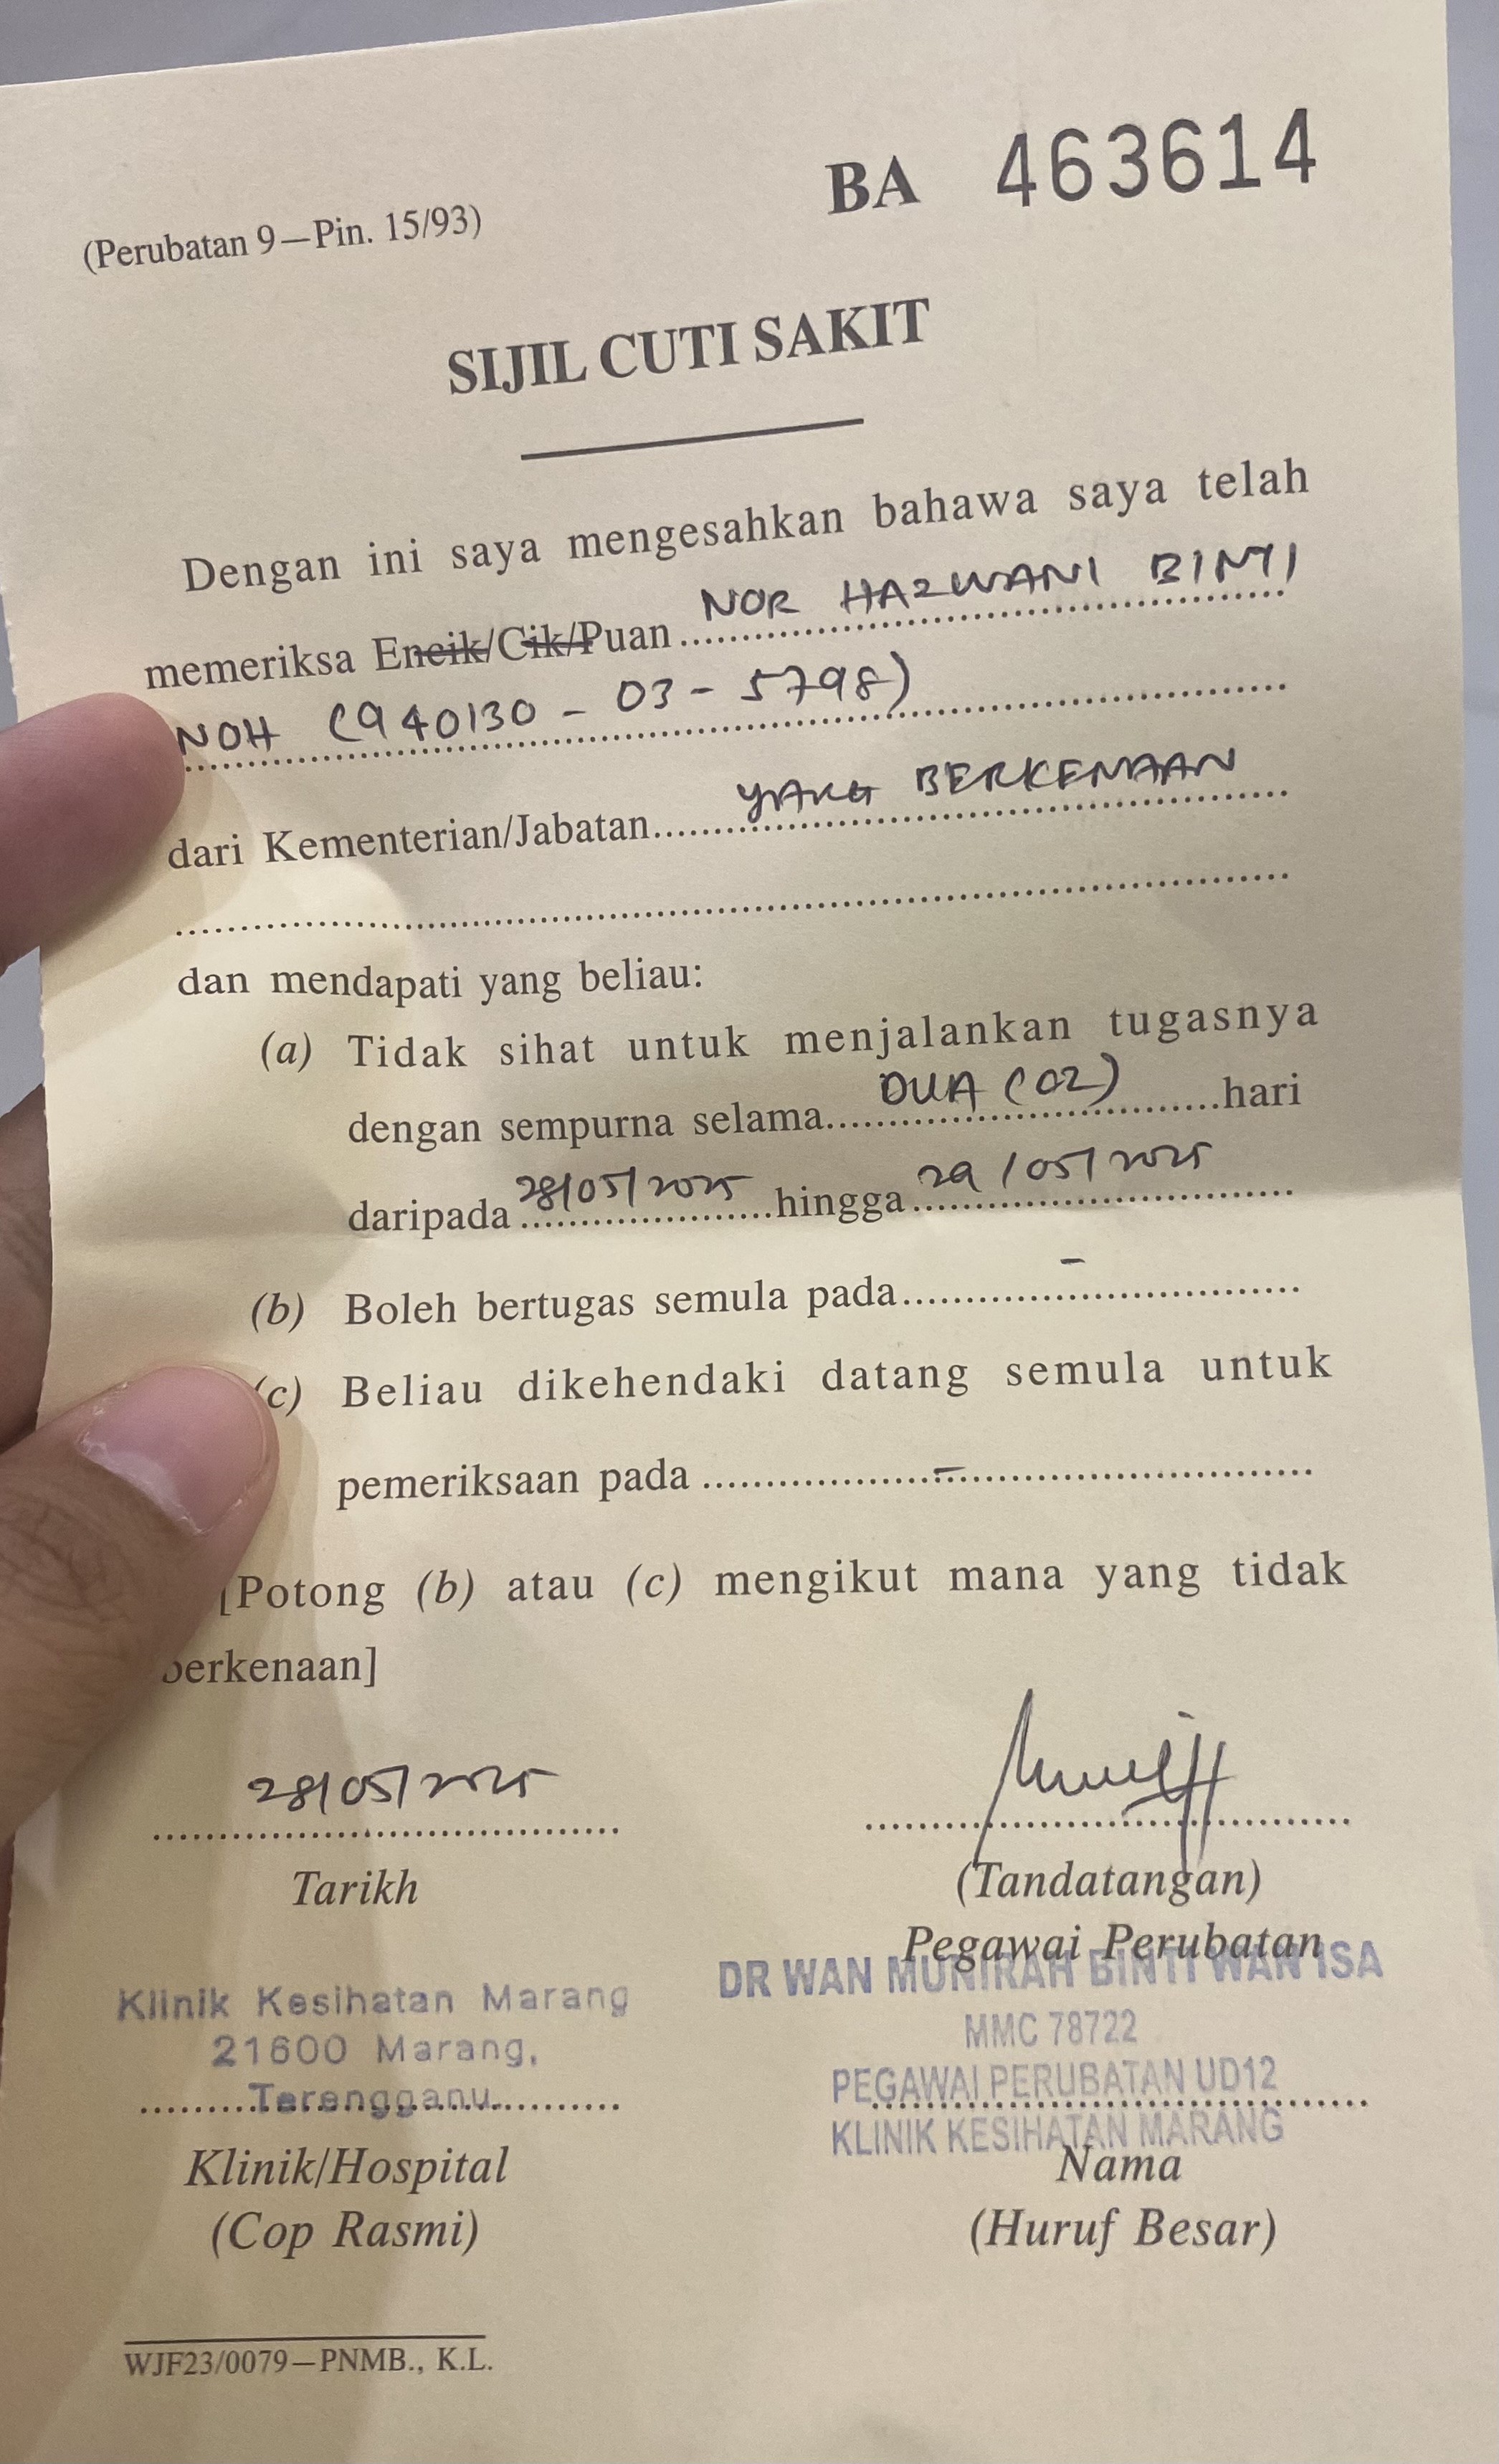 BA 463614
(Perubatan 9—Pin. 15/93)
SIJIL CUTI SAKIT
Dengan ini saya mengesahkan bahawa saya telah
memeriksa Encik/Cik/Puan NOR HAZWANI BINTI
NOH (940130 - 03 - 5798)
dari Kementerian/Jabatan YANG BERKENAAN
dan mendapati yang beliau:
(a) Tidak sihat untuk menjalankan tugasnya
dengan sempurna selama DUA (02) hari
daripada 28/05/2025 hingga 29/05/2025
(b) Boleh bertugas semula pada -
(c) Beliau dikehendaki datang semula untuk
pemeriksaan pada -
[Potong (b) atau (c) mengikut mana yang tidak
berkenaan]
28/05/2025
Tarikh
(Tandatangan)
Pegawai Perubatan
DR WAN MUNIRAH BINTI WAN ISA
MMC 78722
PEGAWAI PERUBATAN UD12
KLINIK KESIHATAN MARANG
Nama
(Huruf Besar)
Klinik Kesihatan Marang
21600 Marang,
Terengganu
Klinik/Hospital
(Cop Rasmi)
WJF23/0079—PNMB., K.L.